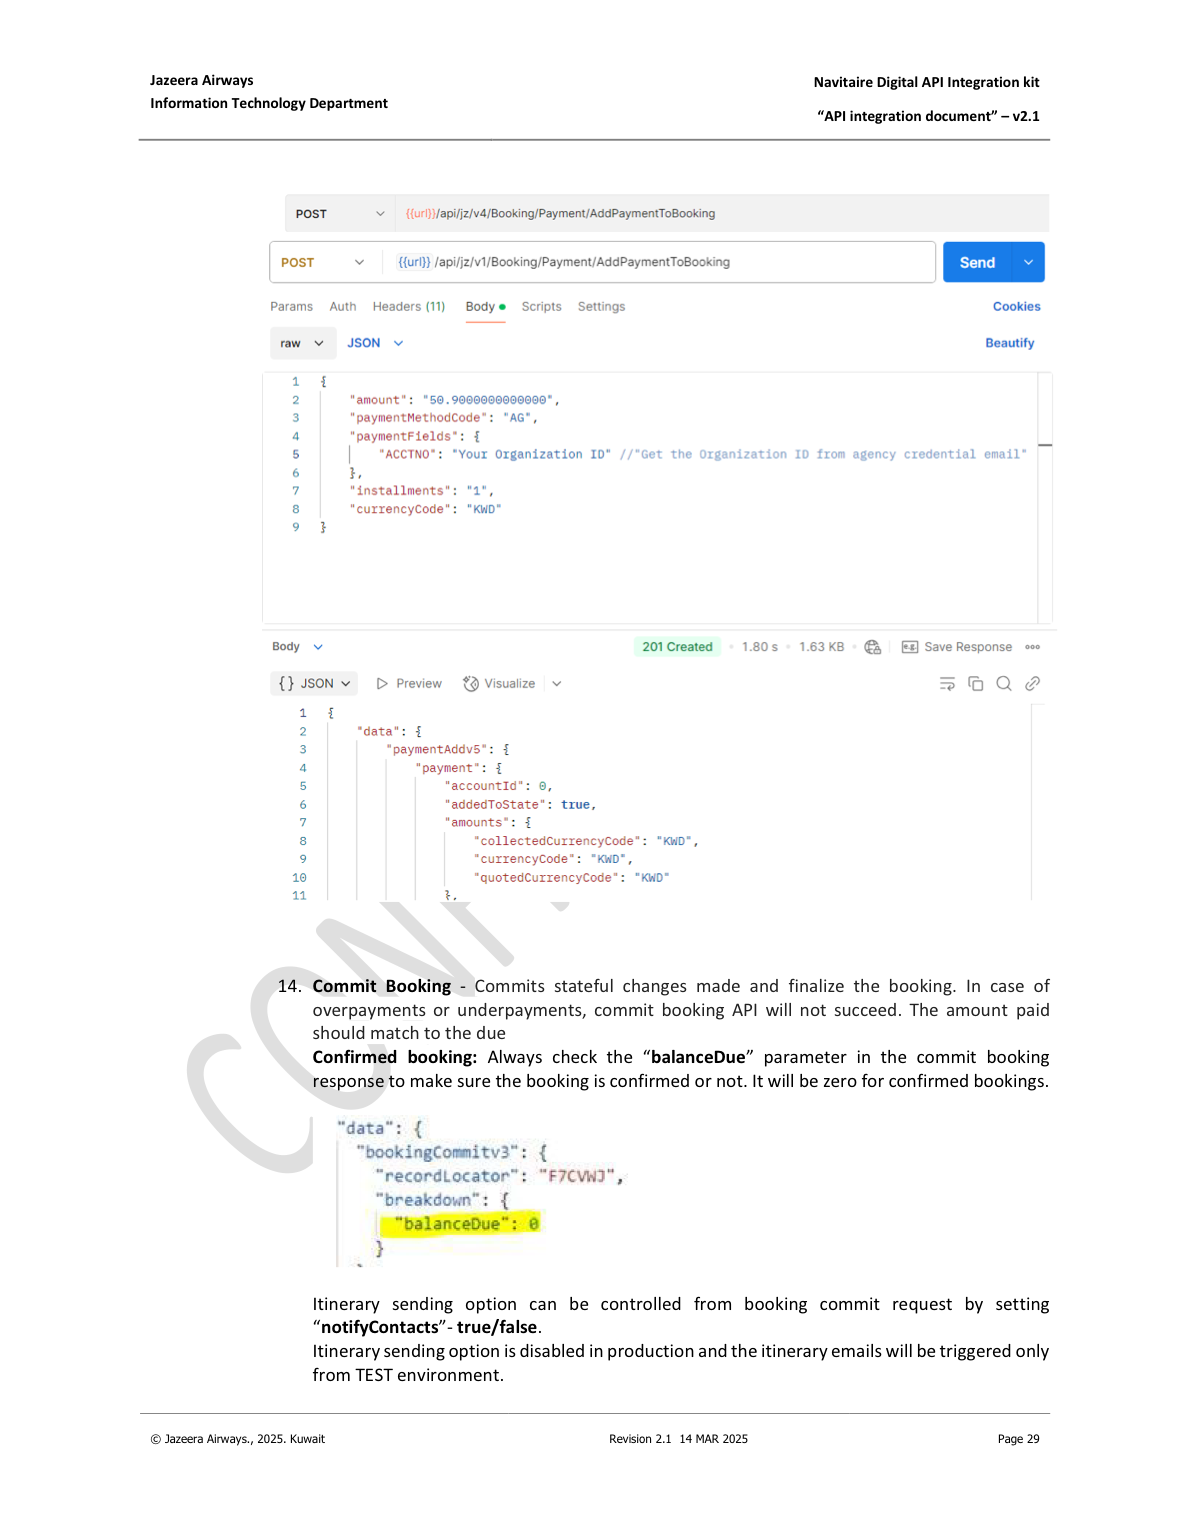 Jazeera Airways
Information Technology Department
Navitaire Digital API Integration kit
“API integration document” – v2.1
POST {{url}}/api/jz/v4/Booking/Payment/AddPaymentToBooking
POST {{url}} /api/jz/v1/Booking/Payment/AddPaymentToBooking Send
Params Auth Headers (11) Body Scripts Settings Cookies
raw JSON Beautify
1 {
2 "amount": "50.9000000000000",
3 "paymentMethodCode": "AG",
4 "paymentFields": {
5 "ACCTNO": "Your Organization ID" //"Get the Organization ID from agency credential email"
6 },
7 "installments": "1",
8 "currencyCode": "KWD"
9 }
Body 201 Created 1.80 s 1.63 KB e.g. Save Response
{} JSON Preview Visualize
1 {
2 "data": {
3 "paymentAddv5": {
4 "payment": {
5 "accountId": 0,
6 "addedToState": true,
7 "amounts": {
8 "collectedCurrencyCode": "KWD",
9 "currencyCode": "KWD",
10 "quotedCurrencyCode": "KWD"
11 },
14. Commit Booking - Commits stateful changes made and finalize the booking. In case of
overpayments or underpayments, commit booking API will not succeed. The amount paid
should match to the due
Confirmed booking: Always check the “balanceDue” parameter in the commit booking
response to make sure the booking is confirmed or not. It will be zero for confirmed bookings.
"data": {
"bookingCommitv3": {
"recordLocator": "F7CVWJ",
"breakdown": {
"balanceDue": 0
}
Itinerary sending option can be controlled from booking commit request by setting
“notifyContacts”- true/false.
Itinerary sending option is disabled in production and the itinerary emails will be triggered only
from TEST environment.
© Jazeera Airways., 2025. Kuwait
Revision 2.1 14 MAR 2025
Page 29